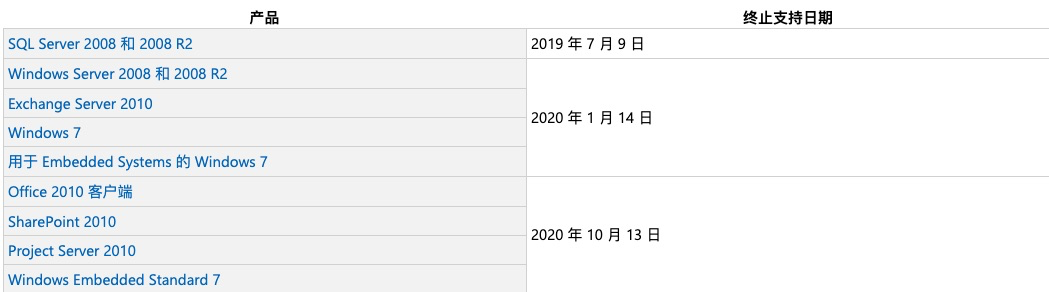 产品 终止支持日期
SQL Server 2008 和 2008 R2 2019 年 7 月 9 日
Windows Server 2008 和 2008 R2
Exchange Server 2010
2020 年 1 月 14 日
Windows 7
用于 Embedded Systems 的 Windows 7
Office 2010 客户端
SharePoint 2010
2020 年 10 月 13 日
Project Server 2010
Windows Embedded Standard 7